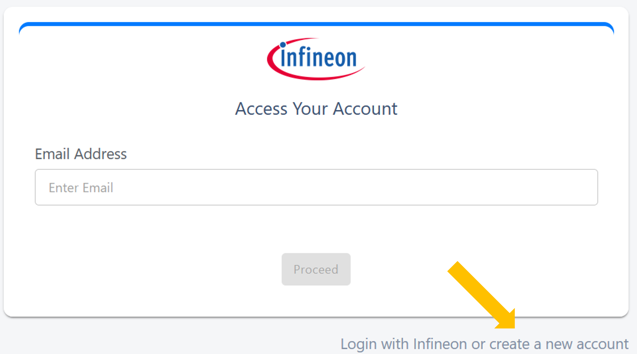 infineon
Access Your Account
Email Address
Enter Email
Proceed
Login with Infineon or create a new account